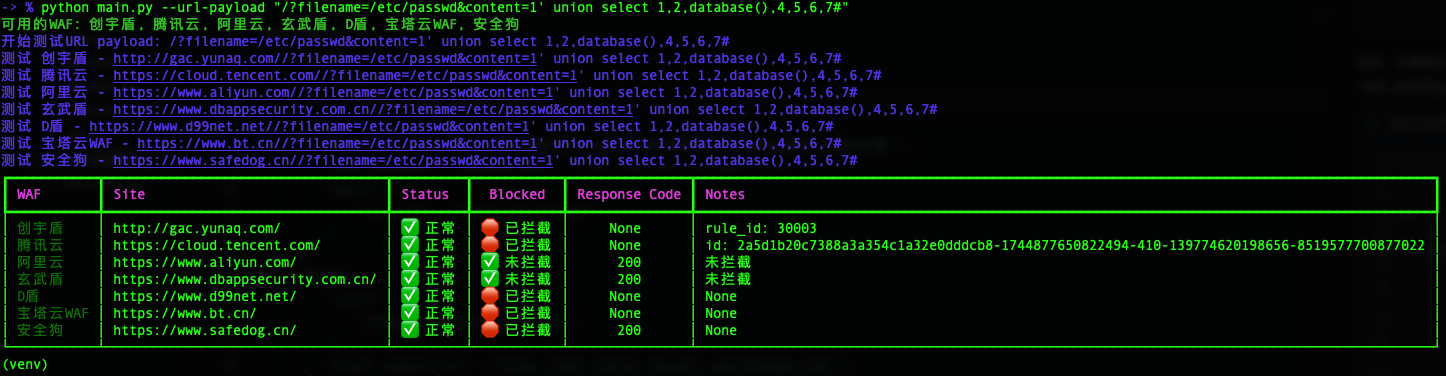 -> % python main.py --url-payload "/?filename=/etc/passwd&content=1' union select 1,2,database(),4,5,6,7#"
可用的WAF: 创宇盾, 腾讯云, 阿里云, 玄武盾, D盾, 宝塔云WAF, 安全狗
开始测试URL payload: /?filename=/etc/passwd&content=1' union select 1,2,database(),4,5,6,7#
测试 创宇盾 - http://gac.yunaq.com//?filename=/etc/passwd&content=1' union select 1,2,database(),4,5,6,7#
测试 腾讯云 - https://cloud.tencent.com//?filename=/etc/passwd&content=1' union select 1,2,database(),4,5,6,7#
测试 阿里云 - https://www.aliyun.com//?filename=/etc/passwd&content=1' union select 1,2,database(),4,5,6,7#
测试 玄武盾 - https://www.dbappsecurity.com.cn//?filename=/etc/passwd&content=1' union select 1,2,database(),4,5,6,7#
测试 D盾 - https://www.d99net.net//?filename=/etc/passwd&content=1' union select 1,2,database(),4,5,6,7#
测试 宝塔云WAF - https://www.bt.cn//?filename=/etc/passwd&content=1' union select 1,2,database(),4,5,6,7#
测试 安全狗 - https://www.safedog.cn//?filename=/etc/passwd&content=1' union select 1,2,database(),4,5,6,7#
WAF Site Status Blocked Response Code Notes
创宇盾 http://gac.yunaq.com/ ✅ 正常 🛑 已拦截 None rule_id: 30003
腾讯云 https://cloud.tencent.com/ ✅ 正常 🛑 已拦截 None id: 2a5d1b20c7388a3a354c1a32e0dddcb8-1744877650822494-410-139774620198656-8519577700877022
阿里云 https://www.aliyun.com/ ✅ 正常 ✅ 未拦截 200 未拦截
玄武盾 https://www.dbappsecurity.com.cn/ ✅ 正常 ✅ 未拦截 200 未拦截
D盾 https://www.d99net.net/ ✅ 正常 🛑 已拦截 None None
宝塔云WAF https://www.bt.cn/ ✅ 正常 🛑 已拦截 None None
安全狗 https://www.safedog.cn/ ✅ 正常 🛑 已拦截 200 None
(venv)